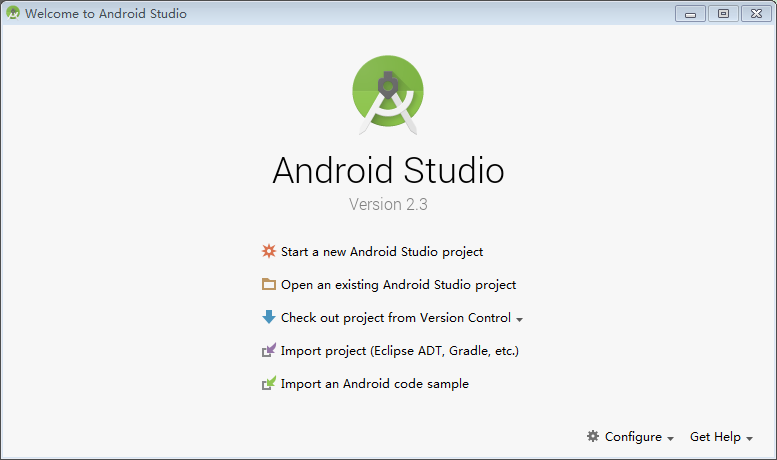 Welcome to Android Studio
Android Studio
Version 2.3
Start a new Android Studio project
Open an existing Android Studio project
Check out project from Version Control
Import project (Eclipse ADT, Gradle, etc.)
Import an Android code sample
Configure Get Help